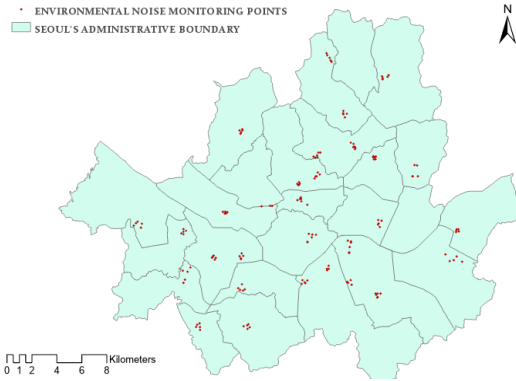 ENVIRONMENTAL NOISE MONITORING POINTS
SEOUL'S ADMINISTRATIVE BOUNDARY
N
Kilometers
0 1 2 4 6 8